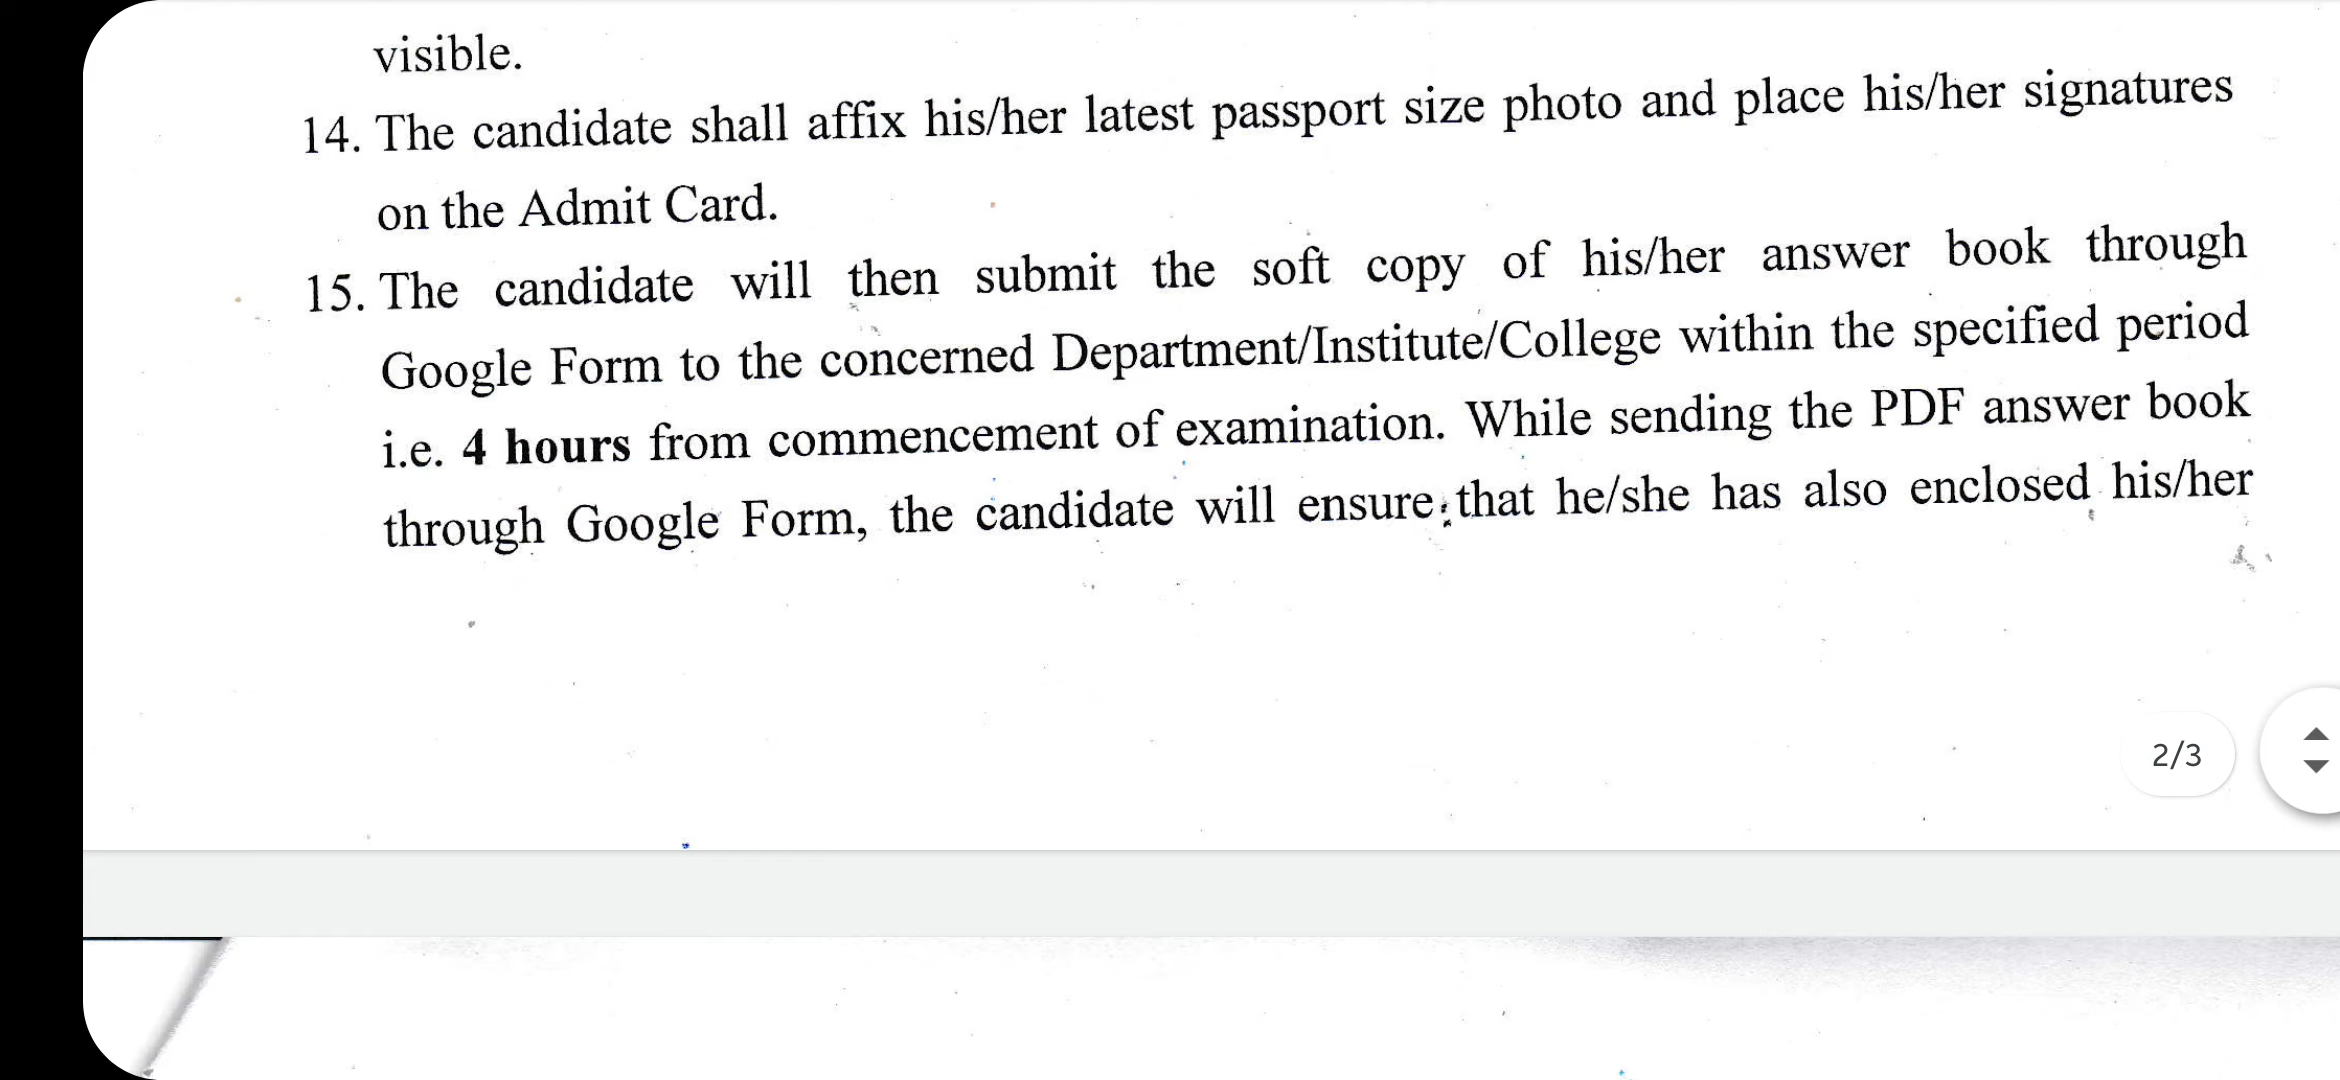 visible.
14. The candidate shall affix his/her latest passport size photo and place his/her signatures
on the Admit Card.
15. The candidate will then submit the soft copy of his/her answer book through
Google Form to the concerned Department/Institute/College within the specified period
i.e. 4 hours from commencement of examination. While sending the PDF answer book
through Google Form, the candidate will ensure that he/she has also enclosed his/her
2/3